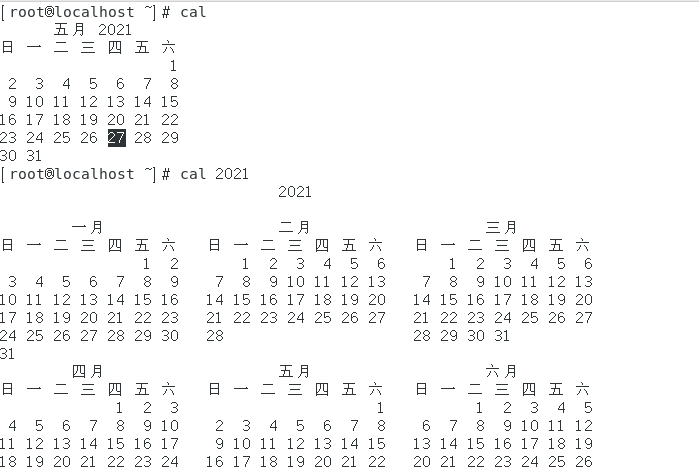 [root@localhost ~]# cal
五月 2021
日 一 二 三 四 五 六
1
2 3 4 5 6 7 8
9 10 11 12 13 14 15
16 17 18 19 20 21 22
23 24 25 26 27 28 29
30 31
[root@localhost ~]# cal 2021
2021
一月 二月 三月
日 一 二 三 四 五 六 日 一 二 三 四 五 六 日 一 二 三 四 五 六
1 2 1 2 3 4 5 6 1 2 3 4 5 6
3 4 5 6 7 8 9 7 8 9 10 11 12 13 7 8 9 10 11 12 13
10 11 12 13 14 15 16 14 15 16 17 18 19 20 14 15 16 17 18 19 20
17 18 19 20 21 22 23 21 22 23 24 25 26 27 21 22 23 24 25 26 27
24 25 26 27 28 29 30 28 28 29 30 31
31
四月 五月 六月
日 一 二 三 四 五 六 日 一 二 三 四 五 六 日 一 二 三 四 五 六
1 2 3 1 1 2 3 4 5
4 5 6 7 8 9 10 2 3 4 5 6 7 8 6 7 8 9 10 11 12
11 12 13 14 15 16 17 9 10 11 12 13 14 15 13 14 15 16 17 18 19
18 19 20 21 22 23 24 16 17 18 19 20 21 22 20 21 22 23 24 25 26